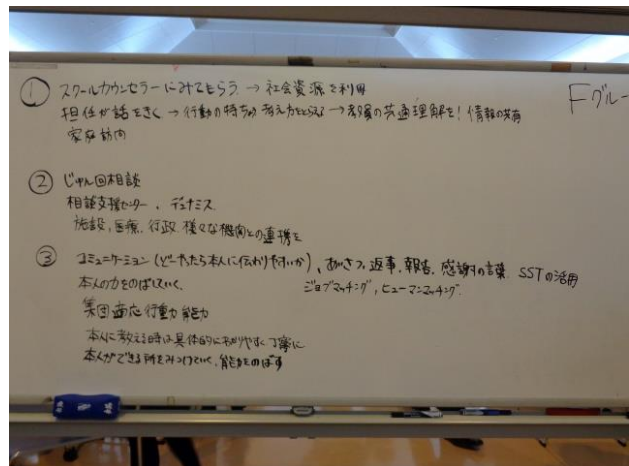 ① スクールカウンセラーにみてもらう → 社会資源を利用
担任が話をきく → 行動の特ちょう 考え方をとらえる → 教員の共通理解を! 情報の共有
家庭訪問
Fグルー
② じゅん回相談
相談支援センター、デュナミス
施設、医療、行政 様々な機関との連携を
③ コミュニケーション(どーやったら本人に伝わりやすいか)、あいさつ、返事、報告、感謝の言葉 SSTの活用
本人の力をのばしていく、 ジョブマッチング、ヒューマンマッチング
集団適応 行動力 能力
本人に教える時は具体的にわかりやすく丁寧に
本人ができる所をみつけていく、能力をのばす